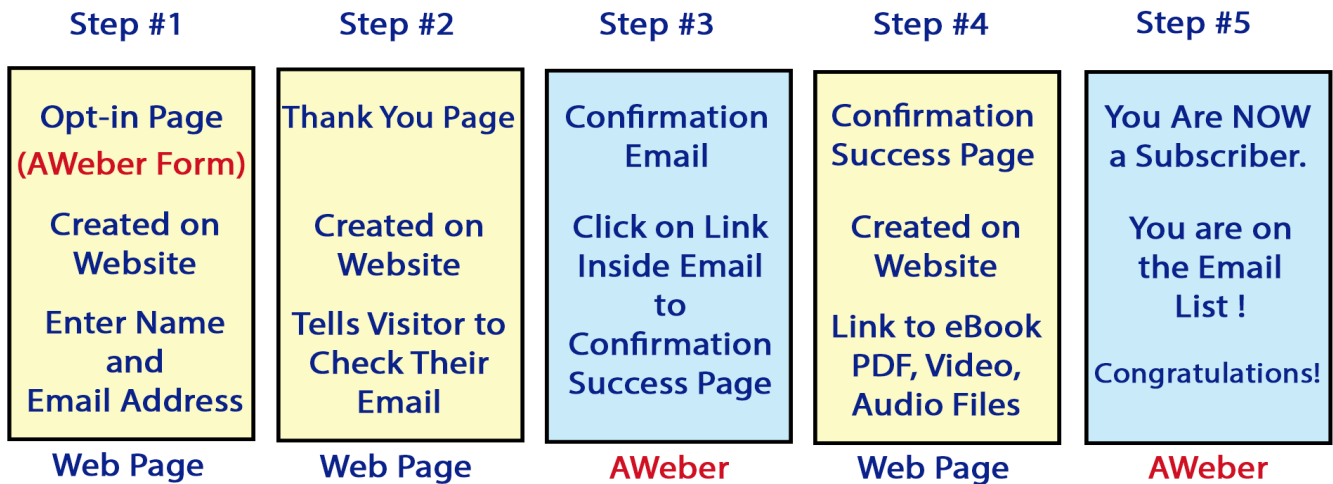 Step #1
Opt-in Page
(AWeber Form)
Created on
Website
Enter Name
and
Email Address
Web Page
Step #2
Thank You Page
Created on
Website
Tells Visitor to
Check Their
Email
Web Page
Step #3
Confirmation
Email
Click on Link
Inside Email
to
Confirmation
Success Page
AWeber
Step #4
Confirmation
Success Page
Created on
Website
Link to eBook
PDF, Video,
Audio Files
Web Page
Step #5
You Are NOW
a Subscriber.
You are on
the Email
List !
Congratulations!
AWeber